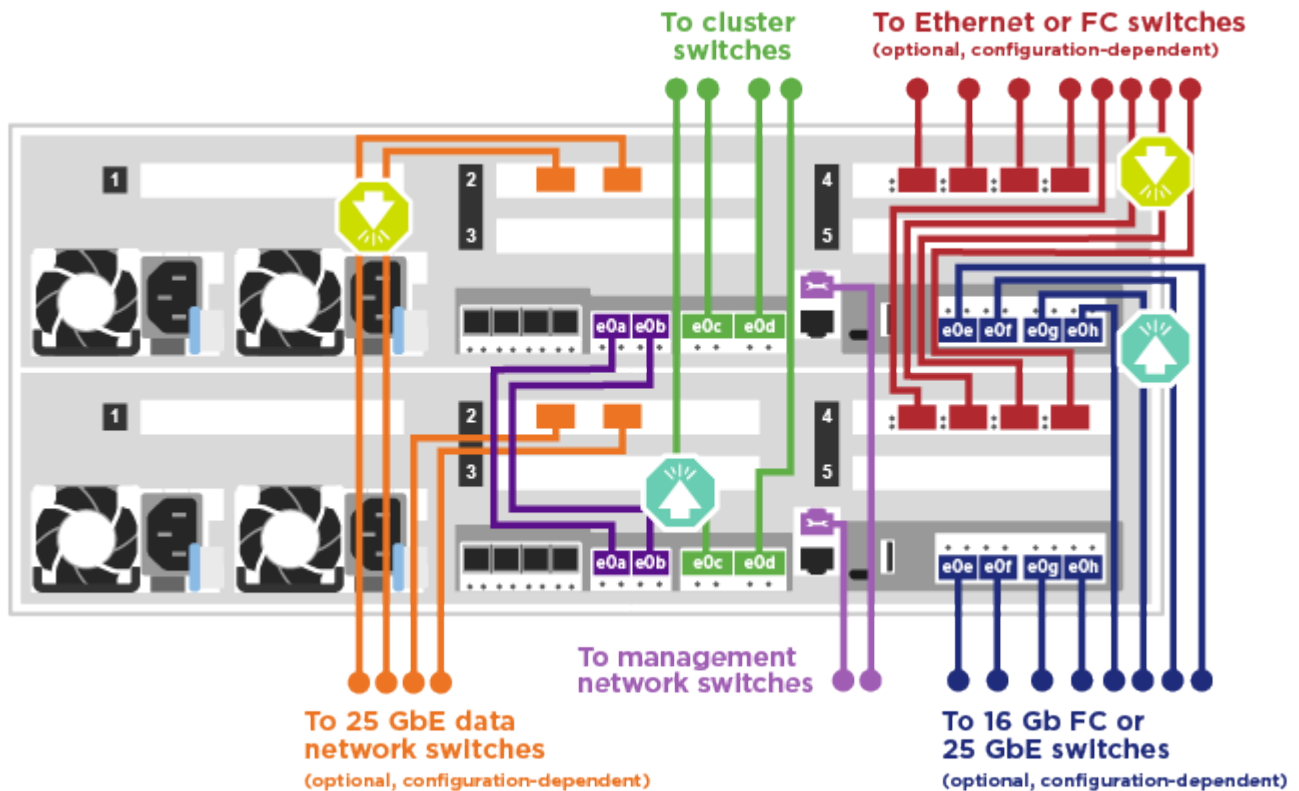 To cluster
switches
To Ethernet or FC switches
(optional, configuration-dependent)
1
2
3
4
5
e0a e0b e0c e0d
e0e e0f e0g e0h
1
2
3
4
5
e0a e0b e0c e0d
e0e e0f e0g e0h
To management
network switches
To 25 GbE data
network switches
(optional, configuration-dependent)
To 16 Gb FC or
25 GbE switches
(optional, configuration-dependent)